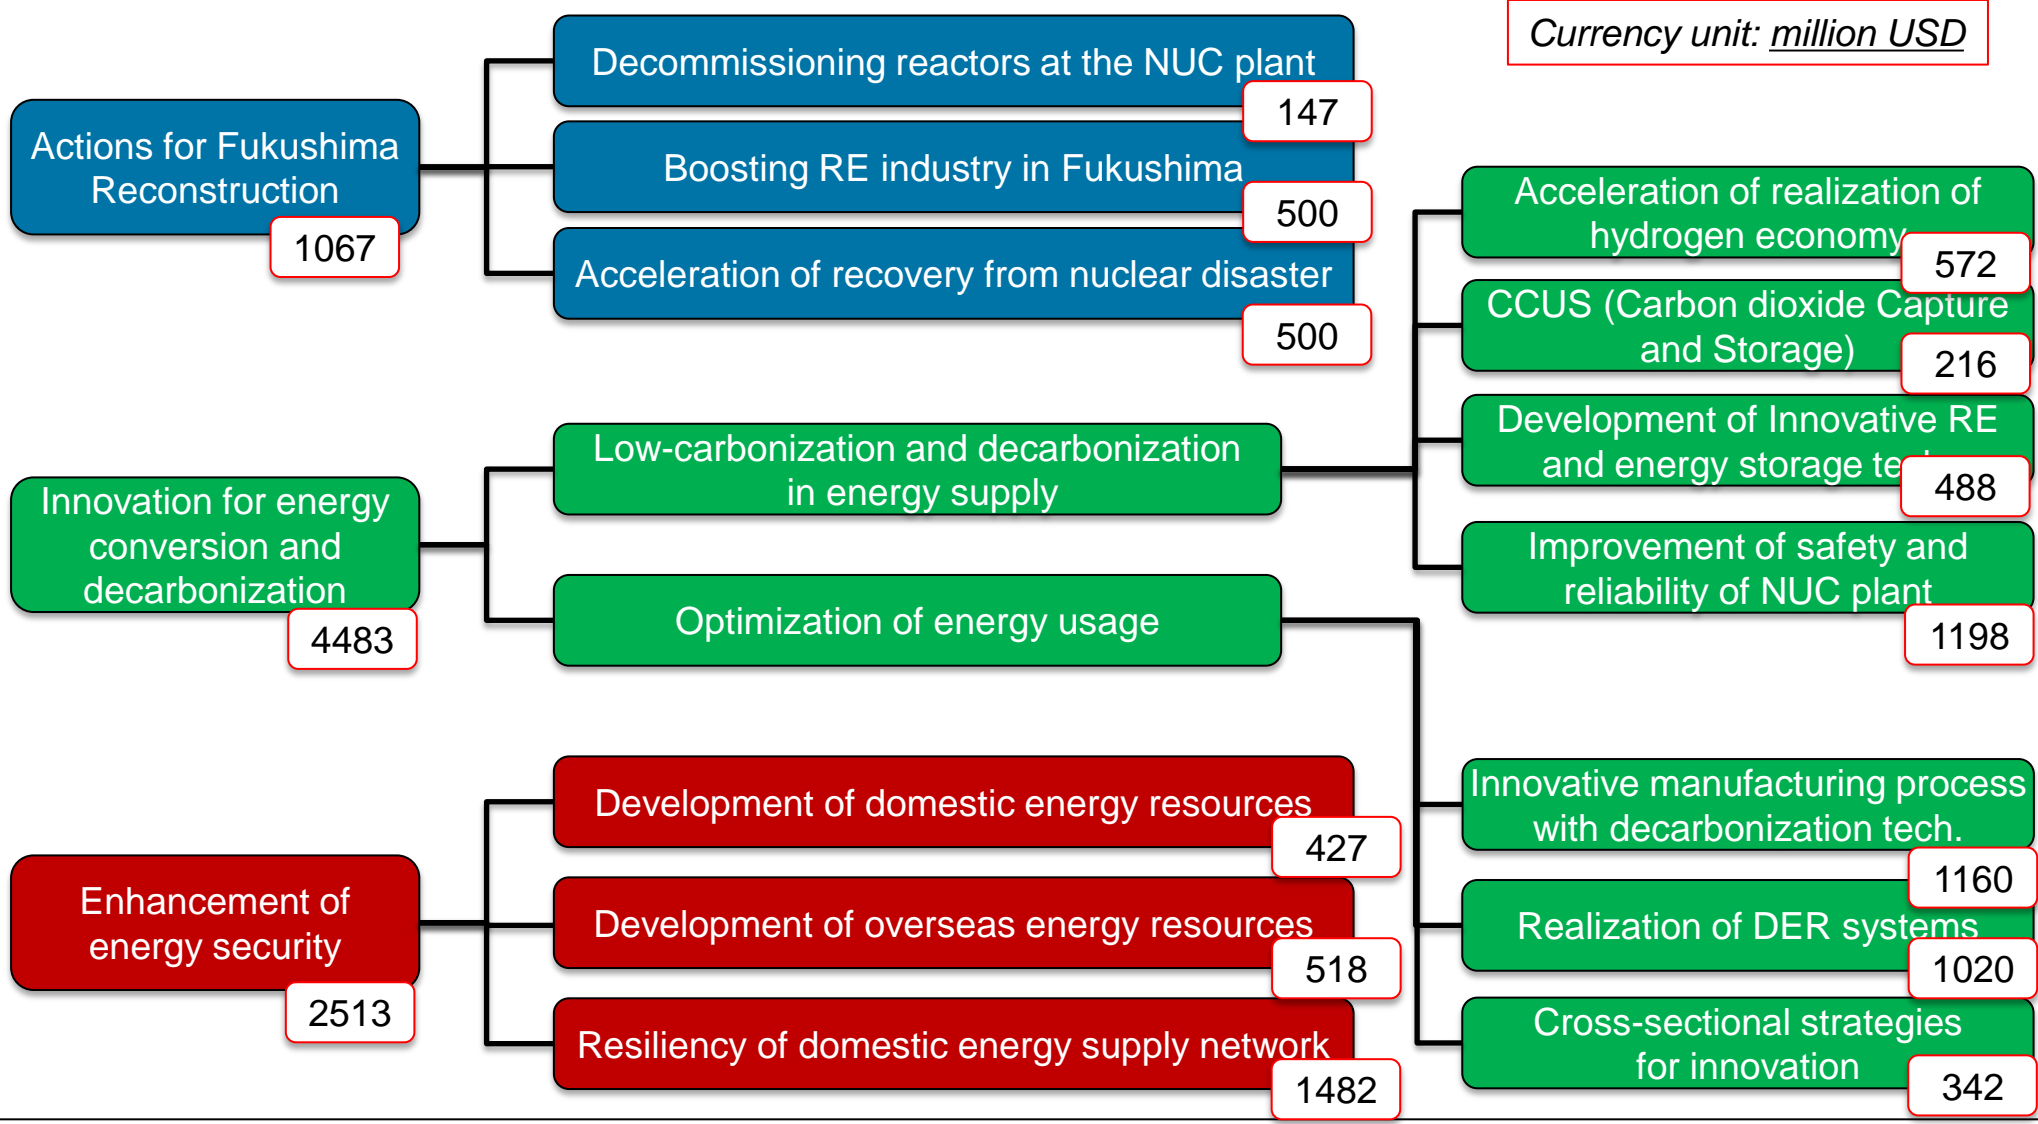 Currency unit: million USD
Actions for Fukushima
Reconstruction
1067
Decommissioning reactors at the NUC plant
147
Boosting RE industry in Fukushima
500
Acceleration of recovery from nuclear disaster
500
Innovation for energy
conversion and
decarbonization
4483
Low-carbonization and decarbonization
in energy supply
Acceleration of realization of
hydrogen economy
572
CCUS (Carbon dioxide Capture
and Storage)
216
Development of Innovative RE
and energy storage
488
Improvement of safety and
reliability of NUC plant
1198
Optimization of energy usage
Innovative manufacturing process
with decarbonization tech.
1160
Realization of DER systems
1020
Cross-sectional strategies
for innovation
342
Enhancement of
energy security
2513
Development of domestic energy resources
427
Development of overseas energy resources
518
Resiliency of domestic energy supply network
1482